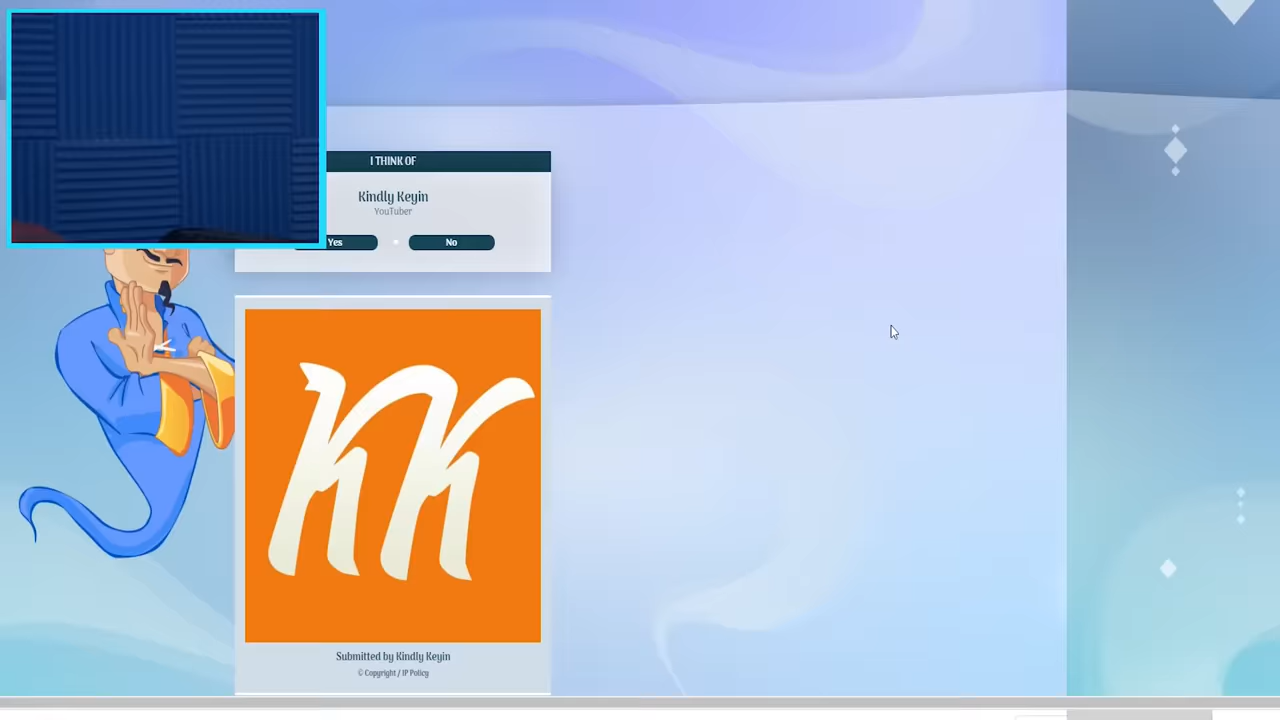 I THINK OF
Kindly Keyin
YouTuber
Yes
No
KK
Submitted by Kindly Keyin
© Copyright / IP Policy